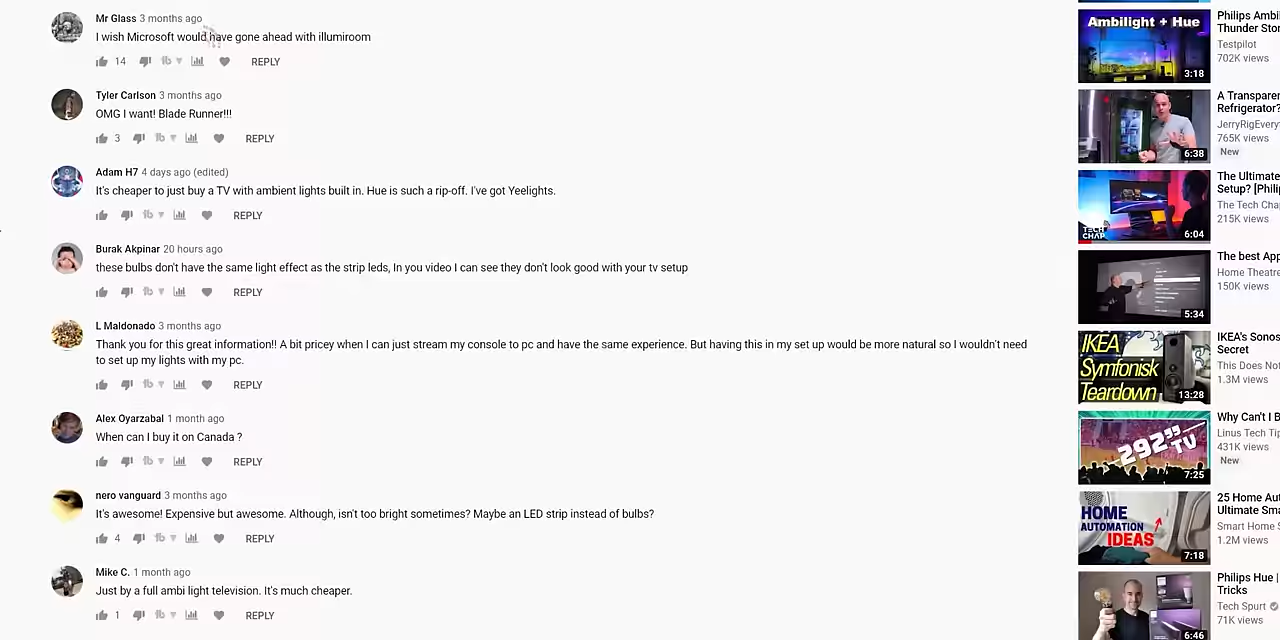 Mr Glass 3 months ago
I wish Microsoft would have gone ahead with illumiroom
14 REPLY
Tyler Carlson 3 months ago
OMG I want! Blade Runner!!!
3 REPLY
Adam H7 4 days ago (edited)
It's cheaper to just buy a TV with ambient lights built in. Hue is such a rip-off. I've got Yeelights.
REPLY
Burak Akpinar 20 hours ago
these bulbs don't have the same light effect as the strip leds, In you video I can see they don't look good with your tv setup
REPLY
L Maldonado 3 months ago
Thank you for this great information!! A bit pricey when I can just stream my console to pc and have the same experience. But having this in my set up would be more natural so I wouldn't need
to set up my lights with my pc.
REPLY
Alex Oyarzabal 1 month ago
When can I buy it on Canada ?
REPLY
nero vanguard 3 months ago
It's awesome! Expensive but awesome. Although, isn't too bright sometimes? Maybe an LED strip instead of bulbs?
4 REPLY
Mike C. 1 month ago
Just by a full ambi light television. It's much cheaper.
1 REPLY
Ambilight + Hue
3:18
Philips Ambi
Thunder Stor
Testpilot
702K views
6:38
A Transparen
Refrigerator?
JerryRigEvery
765K views
New
TECH
CHAP
6:04
The Ultimate
Setup? [Phili
The Tech Chap
215K views
5:34
The best App
Home Theatre
150K views
IKEA
Symfonisk
Teardown
13:28
IKEA's Sonos
Secret
This Does Not
1.3M views
292” TV
7:25
Why Can't I B
Linus Tech Tip
431K views
New
HOME
AUTOMATION
IDEAS
7:18
25 Home Aut
Ultimate Sma
Smart Home S
1.2M views
6:46
Philips Hue |
Tricks
Tech Spurt
71K views